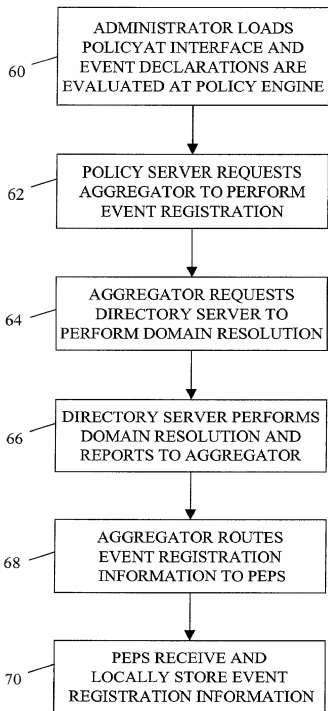 ADMINISTRATOR LOADS
POLICYAT INTERFACE AND
EVENT DECLARATIONS ARE
EVALUATED AT POLICY ENGINE
60
POLICY SERVER REQUESTS
AGGREGATOR TO PERFORM
EVENT REGISTRATION
62
AGGREGATOR REQUESTS
DIRECTORY SERVER TO
PERFORM DOMAIN RESOLUTION
64
DIRECTORY SERVER PERFORMS
DOMAIN RESOLUTION AND
REPORTS TO AGGREGATOR
66
AGGREGATOR ROUTES
EVENT REGISTRATION
INFORMATION TO PEPS
68
PEPS RECEIVE AND
LOCALLY STORE EVENT
REGISTRATION INFORMATION
70